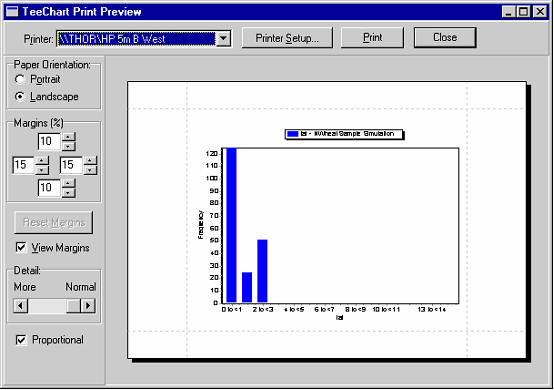 TeeChart Print Preview
Printer: \\THOR\HP 5m B West Printer Setup... Print Close
Paper Orientation:
Portrait
Landscape
Margins (%)
10
15 15
10
Reset Margins
View Margins
Detail:
More Normal
Proportional
Wheat Sample Simulation
120
110
100
90
80
70
60
50
40
30
20
10
0
Frequency
0 to <1 2 to <3 4 to <5 6 to <7 8 to <9 10 to <11 13 to 14